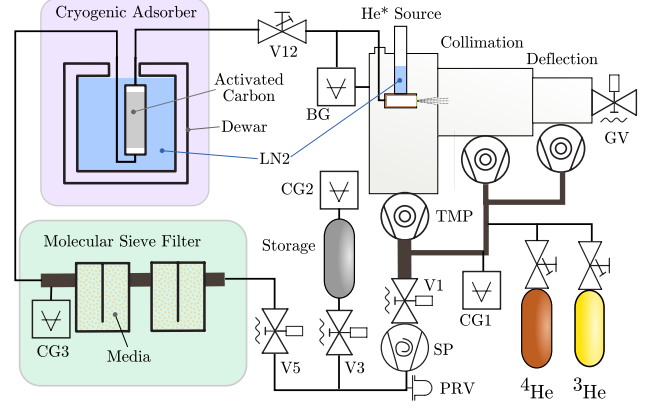 Cryogenic Adsorber
He* Source
V12
Collimation
Deflection
Activated
Carbon
BG
Dewar
LN2
GV
CG2
TMP
Molecular Sieve Filter
Storage
V1
CG1
CG3
Media
V5
V3
SP
PRV
4He
3He